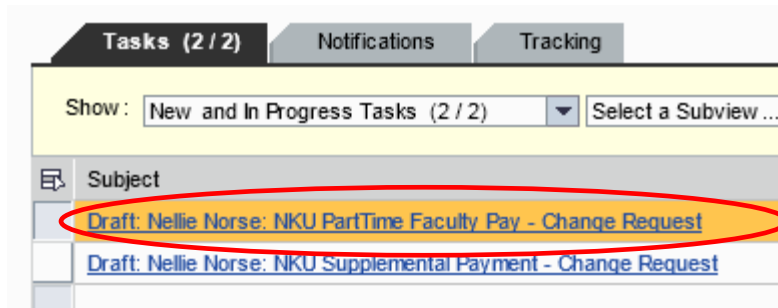 Tasks (2 / 2) Notifications Tracking
Show : New and In Progress Tasks (2 / 2) Select a Subview ...
Subject
Draft: Nellie Norse: NKU PartTime Faculty Pay - Change Request
Draft: Nellie Norse: NKU Supplemental Payment - Change Request